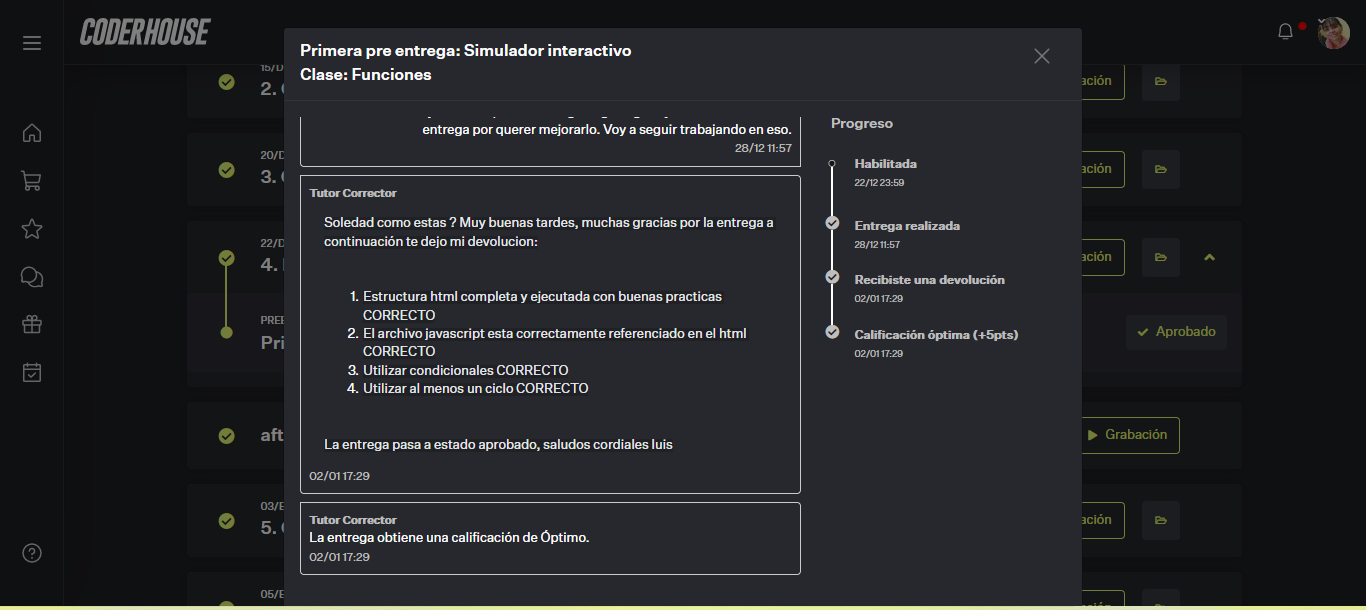 CODERHOUSE
Primera pre entrega: Simulador interactivo
Clase: Funciones
entrega por querer mejorarlo. Voy a seguir trabajando en eso.
28/12 11:57
Tutor Corrector
Soledad como estas ? Muy buenas tardes, muchas gracias por la entrega a
continuación te dejo mi devolucion:
1. Estructura html completa y ejecutada con buenas practicas
CORRECTO
2. El archivo javascript esta correctamente referenciado en el html
CORRECTO
3. Utilizar condicionales CORRECTO
4. Utilizar al menos un ciclo CORRECTO
La entrega pasa a estado aprobado, saludos cordiales luis
02/01 17:29
Tutor Corrector
La entrega obtiene una calificación de Óptimo.
02/01 17:29
Progreso
Habilitada
22/12 23:59
Entrega realizada
28/12 11:57
Recibiste una devolución
02/01 17:29
Calificación óptima (+5pts)
02/01 17:29
15/D
2.
20/D
3.
22/D
4.
Pri
aft
03/E
5.
05/E
ación
ación
ación
Aprobado
Grabación
ación